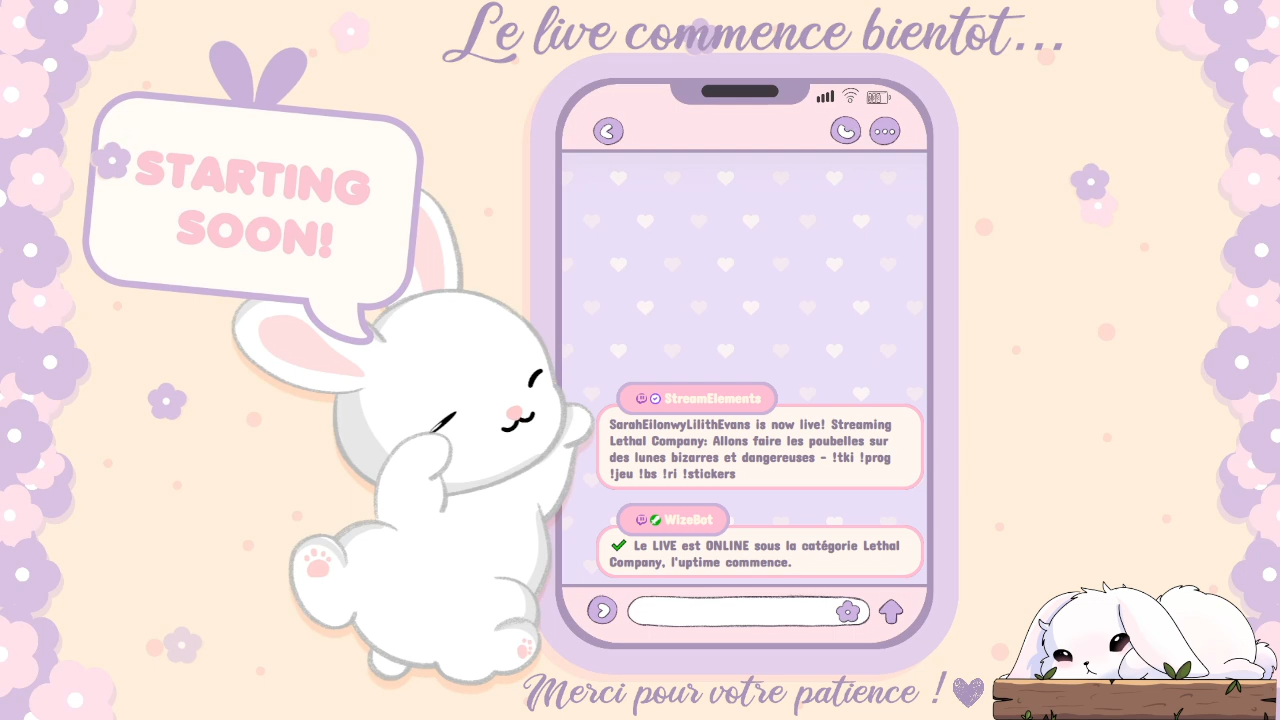 Le live commence bientot...
STARTING
SOON!
StreamElements
SarahEilonwyLilithEvans is now live! Streaming
Lethal Company: Allons faire les poubelles sur
des lunes bizarres et dangereuses - !tki !prog
!jeu !bs !ri !stickers
WizeBot
✔ Le LIVE est ONLINE sous la catégorie Lethal
Company, l'uptime commence.
Merci pour votre patience !